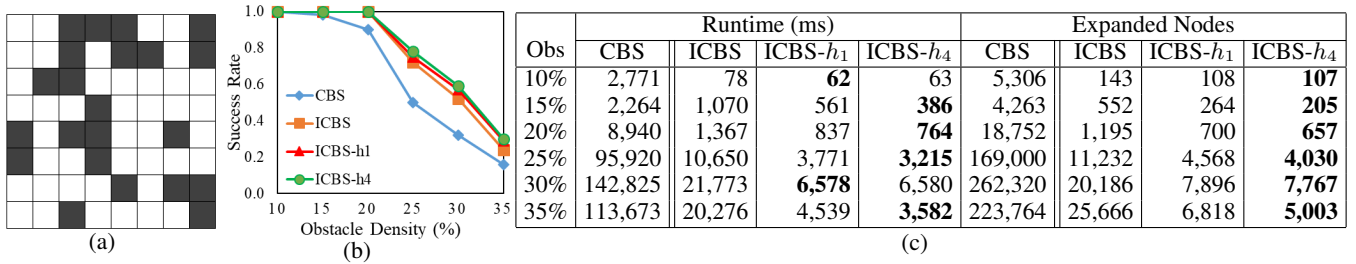 (a)
Success Rate
1.0
0.8
0.6
0.4
0.2
0.0
CBS
ICBS
ICBS-h1
ICBS-h4
10 15 20 25 30 35
Obstacle Density (%)
(b)
Runtime (ms) Expanded Nodes
Obs CBS ICBS ICBS-h₁ ICBS-h₄ CBS ICBS ICBS-h₁ ICBS-h₄
10% 2,771 78 62 63 5,306 143 108 107
15% 2,264 1,070 561 386 4,263 552 264 205
20% 8,940 1,367 837 764 18,752 1,195 700 657
25% 95,920 10,650 3,771 3,215 169,000 11,232 4,568 4,030
30% 142,825 21,773 6,578 6,580 262,320 20,186 7,896 7,767
35% 113,673 20,276 4,539 3,582 223,764 25,666 6,818 5,003
(c)